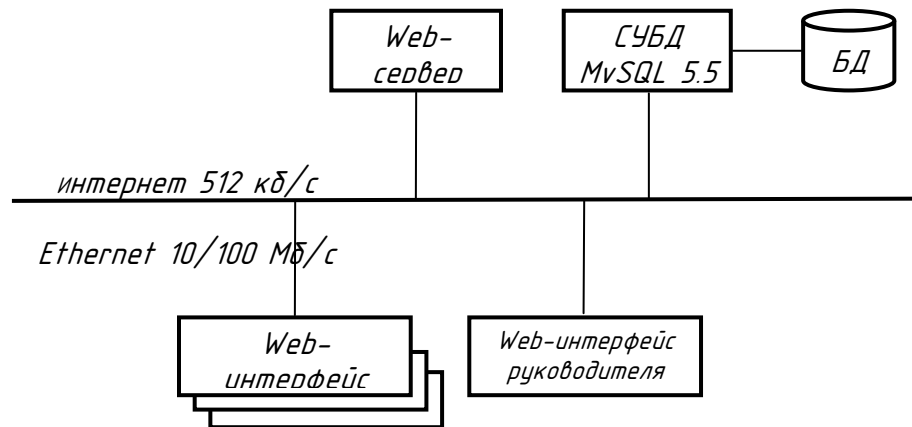 Web-
сервер
СУБД
MySQL 5.5
БД
интернет 512 кб/с
Ethernet 10/100 Мб/с
Web-
интерфейс
Web-интерфейс
руководителя